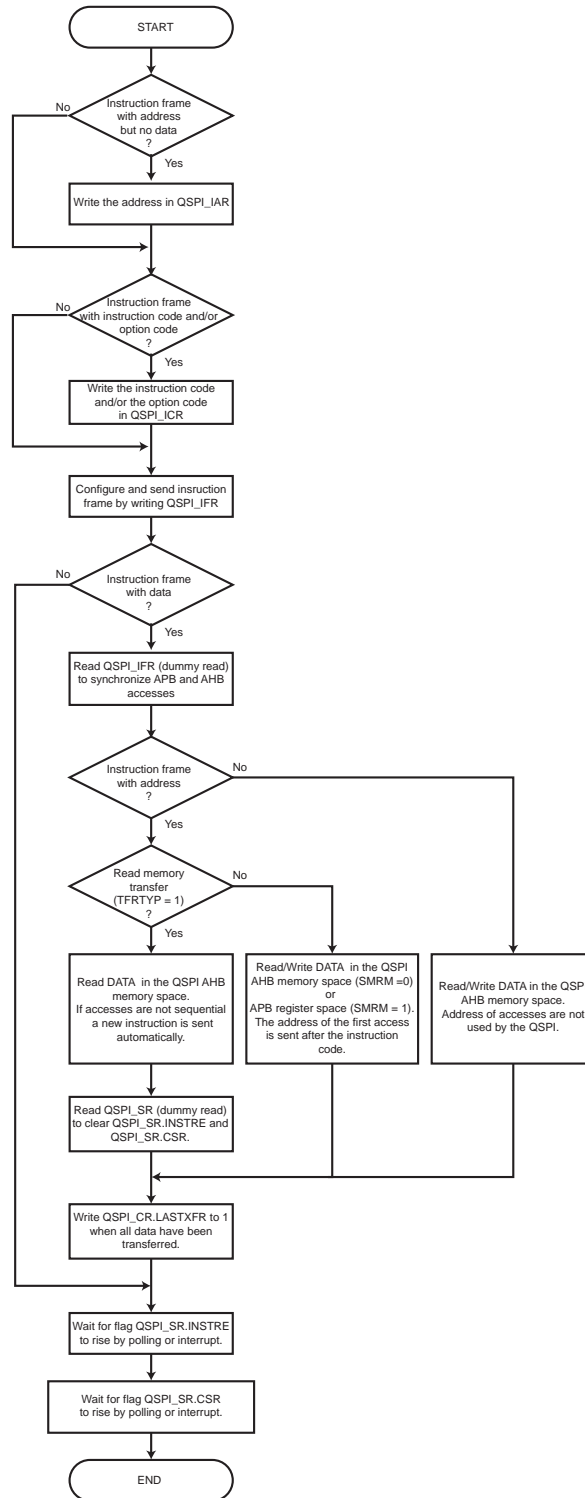 START
Instruction frame
with address
but no data
?
No
Yes
Write the address in QSPI_IAR
Instruction frame
with instruction code and/or
option code
?
No
Yes
Write the instruction code
and/or the option code
in QSPI_ICR
Configure and send insruction
frame by writing QSPI_IFR
Instruction frame
with data
?
No
Yes
Read QSPI_IFR (dummy read)
to synchronize APB and AHB
accesses
Instruction frame
with address
?
No
Yes
Read memory
transfer
(TFRTYP = 1)
?
No
Yes
Read DATA in the QSPI AHB
memory space.
If accesses are not sequential
a new instruction is sent
automatically.
Read/Write DATA in the QSPI
AHB memory space (SMRM =0)
or
APB register space (SMRM = 1).
The address of the first access
is sent after the instruction
code.
Read/Write DATA in the QSPI
AHB memory space.
Address of accesses are not
used by the QSPI.
Read QSPI_SR (dummy read)
to clear QSPI_SR.INSTRE and
QSPI_SR.CSR.
Write QSPI_CR.LASTXFR to 1
when all data have been
transferred.
Wait for flag QSPI_SR.INSTRE
to rise by polling or interrupt.
Wait for flag QSPI_SR.CSR
to rise by polling or interrupt.
END